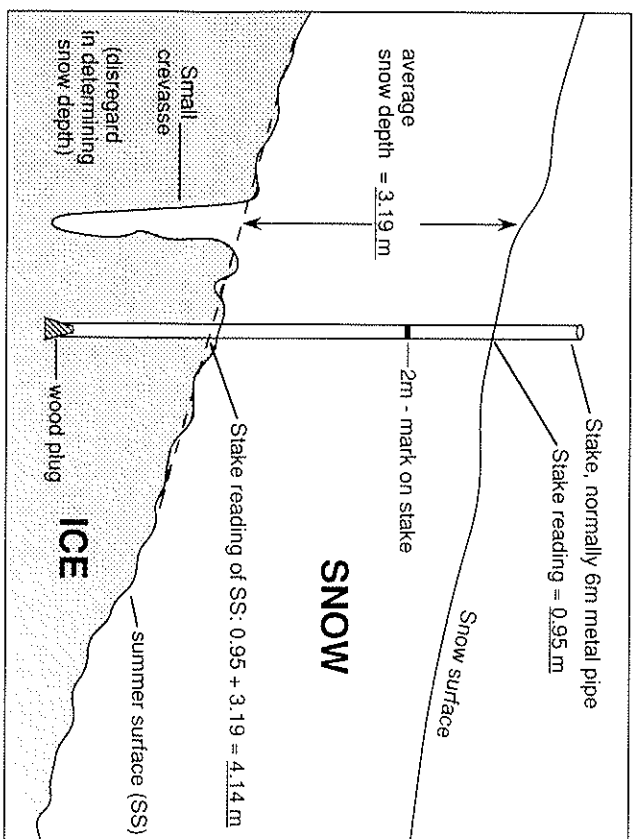 Stake, normally 6m metal pipe
Stake reading = 0.95 m
Snow surface
average
snow depth = 3.19 m
2m - mark on stake
SNOW
Small
crevasse
(disregard
in determining
snow depth)
Stake reading of SS: 0.95 + 3.19 = 4.14 m
summer surface (SS)
wood plug
ICE